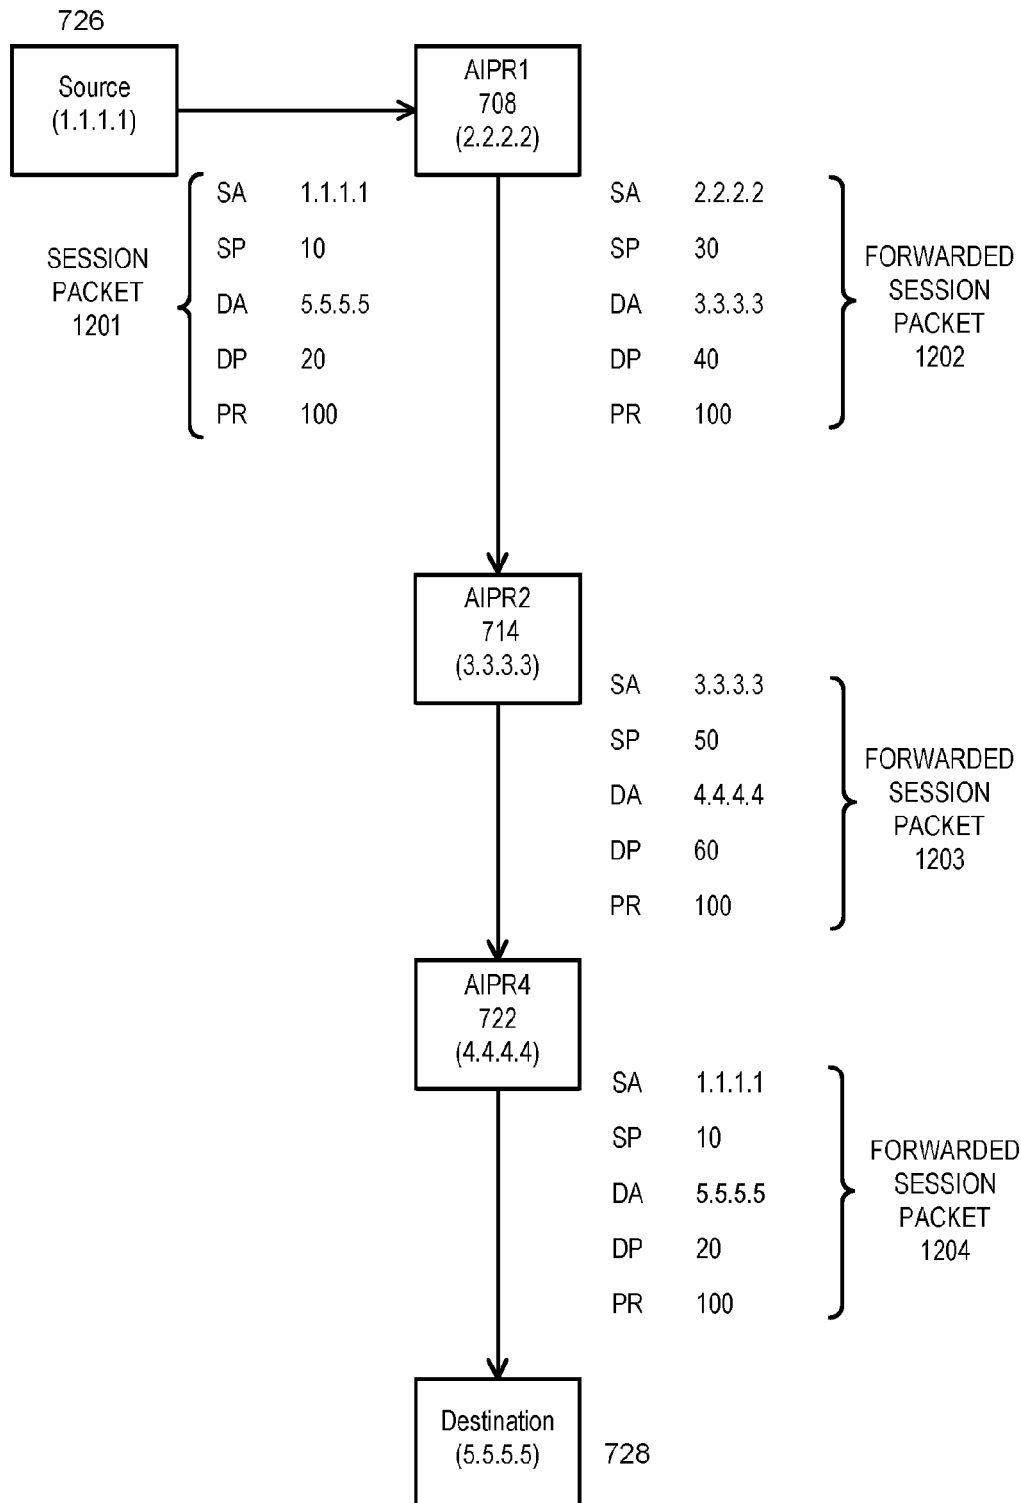 726
Source
(1.1.1.1)
AIPR1
708
(2.2.2.2)
SESSION
PACKET
1201
SA 1.1.1.1
SP 10
DA 5.5.5.5
DP 20
PR 100
SA 2.2.2.2
SP 30
DA 3.3.3.3
DP 40
PR 100
FORWARDED
SESSION
PACKET
1202
AIPR2
714
(3.3.3.3)
SA 3.3.3.3
SP 50
DA 4.4.4.4
DP 60
PR 100
FORWARDED
SESSION
PACKET
1203
AIPR4
722
(4.4.4.4)
SA 1.1.1.1
SP 10
DA 5.5.5.5
DP 20
PR 100
FORWARDED
SESSION
PACKET
1204
Destination
(5.5.5.5)
728